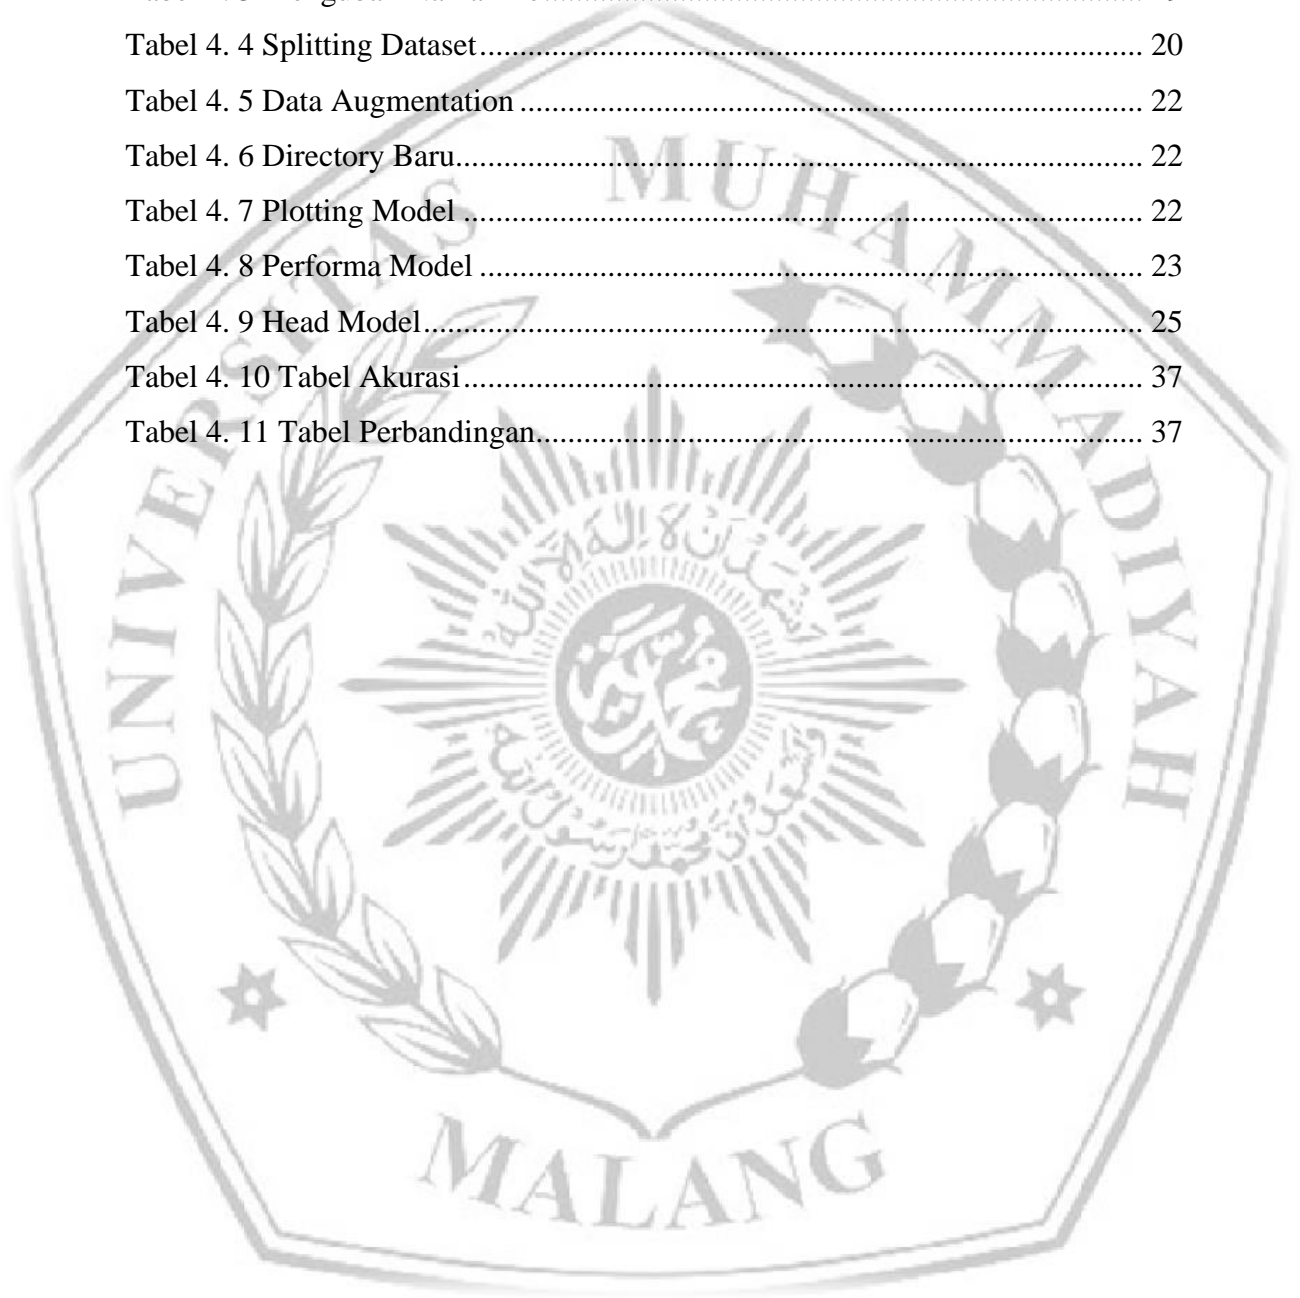 Tabel 4. 4 Splitting Dataset........ 20
Tabel 4. 5 Data Augmentation........ 22
Tabel 4. 6 Directory Baru........ 22
Tabel 4. 7 Plotting Model........ 22
Tabel 4. 8 Performa Model........ 23
Tabel 4. 9 Head Model........ 25
Tabel 4. 10 Tabel Akurasi........ 37
Tabel 4. 11 Tabel Perbandingan........ 37
UNIVERSITAS MUHAMMADIYAH
MALANG